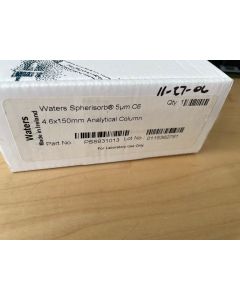 11-27-06
Waters Spherisorb® 5µm C6
Qty 1
4.6x150mm Analytical Column
Part No. PSS831013 Lot No
For Laboratory Use Only
Waters
Made in Ireland